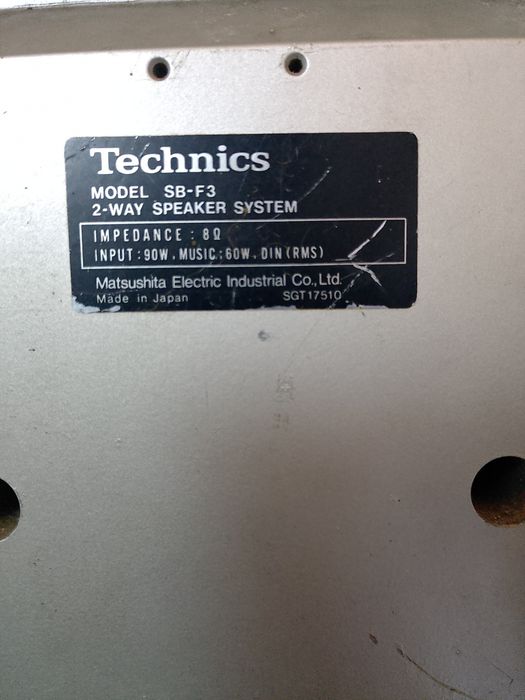 Technics
MODEL SB-F3
2-WAY SPEAKER SYSTEM
IMPEDANCE : 8Ω
INPUT : 90W, MUSIC : 60W, DIN (RMS)
Matsushita Electric Industrial Co., Ltd.
Made in Japan SGT17510